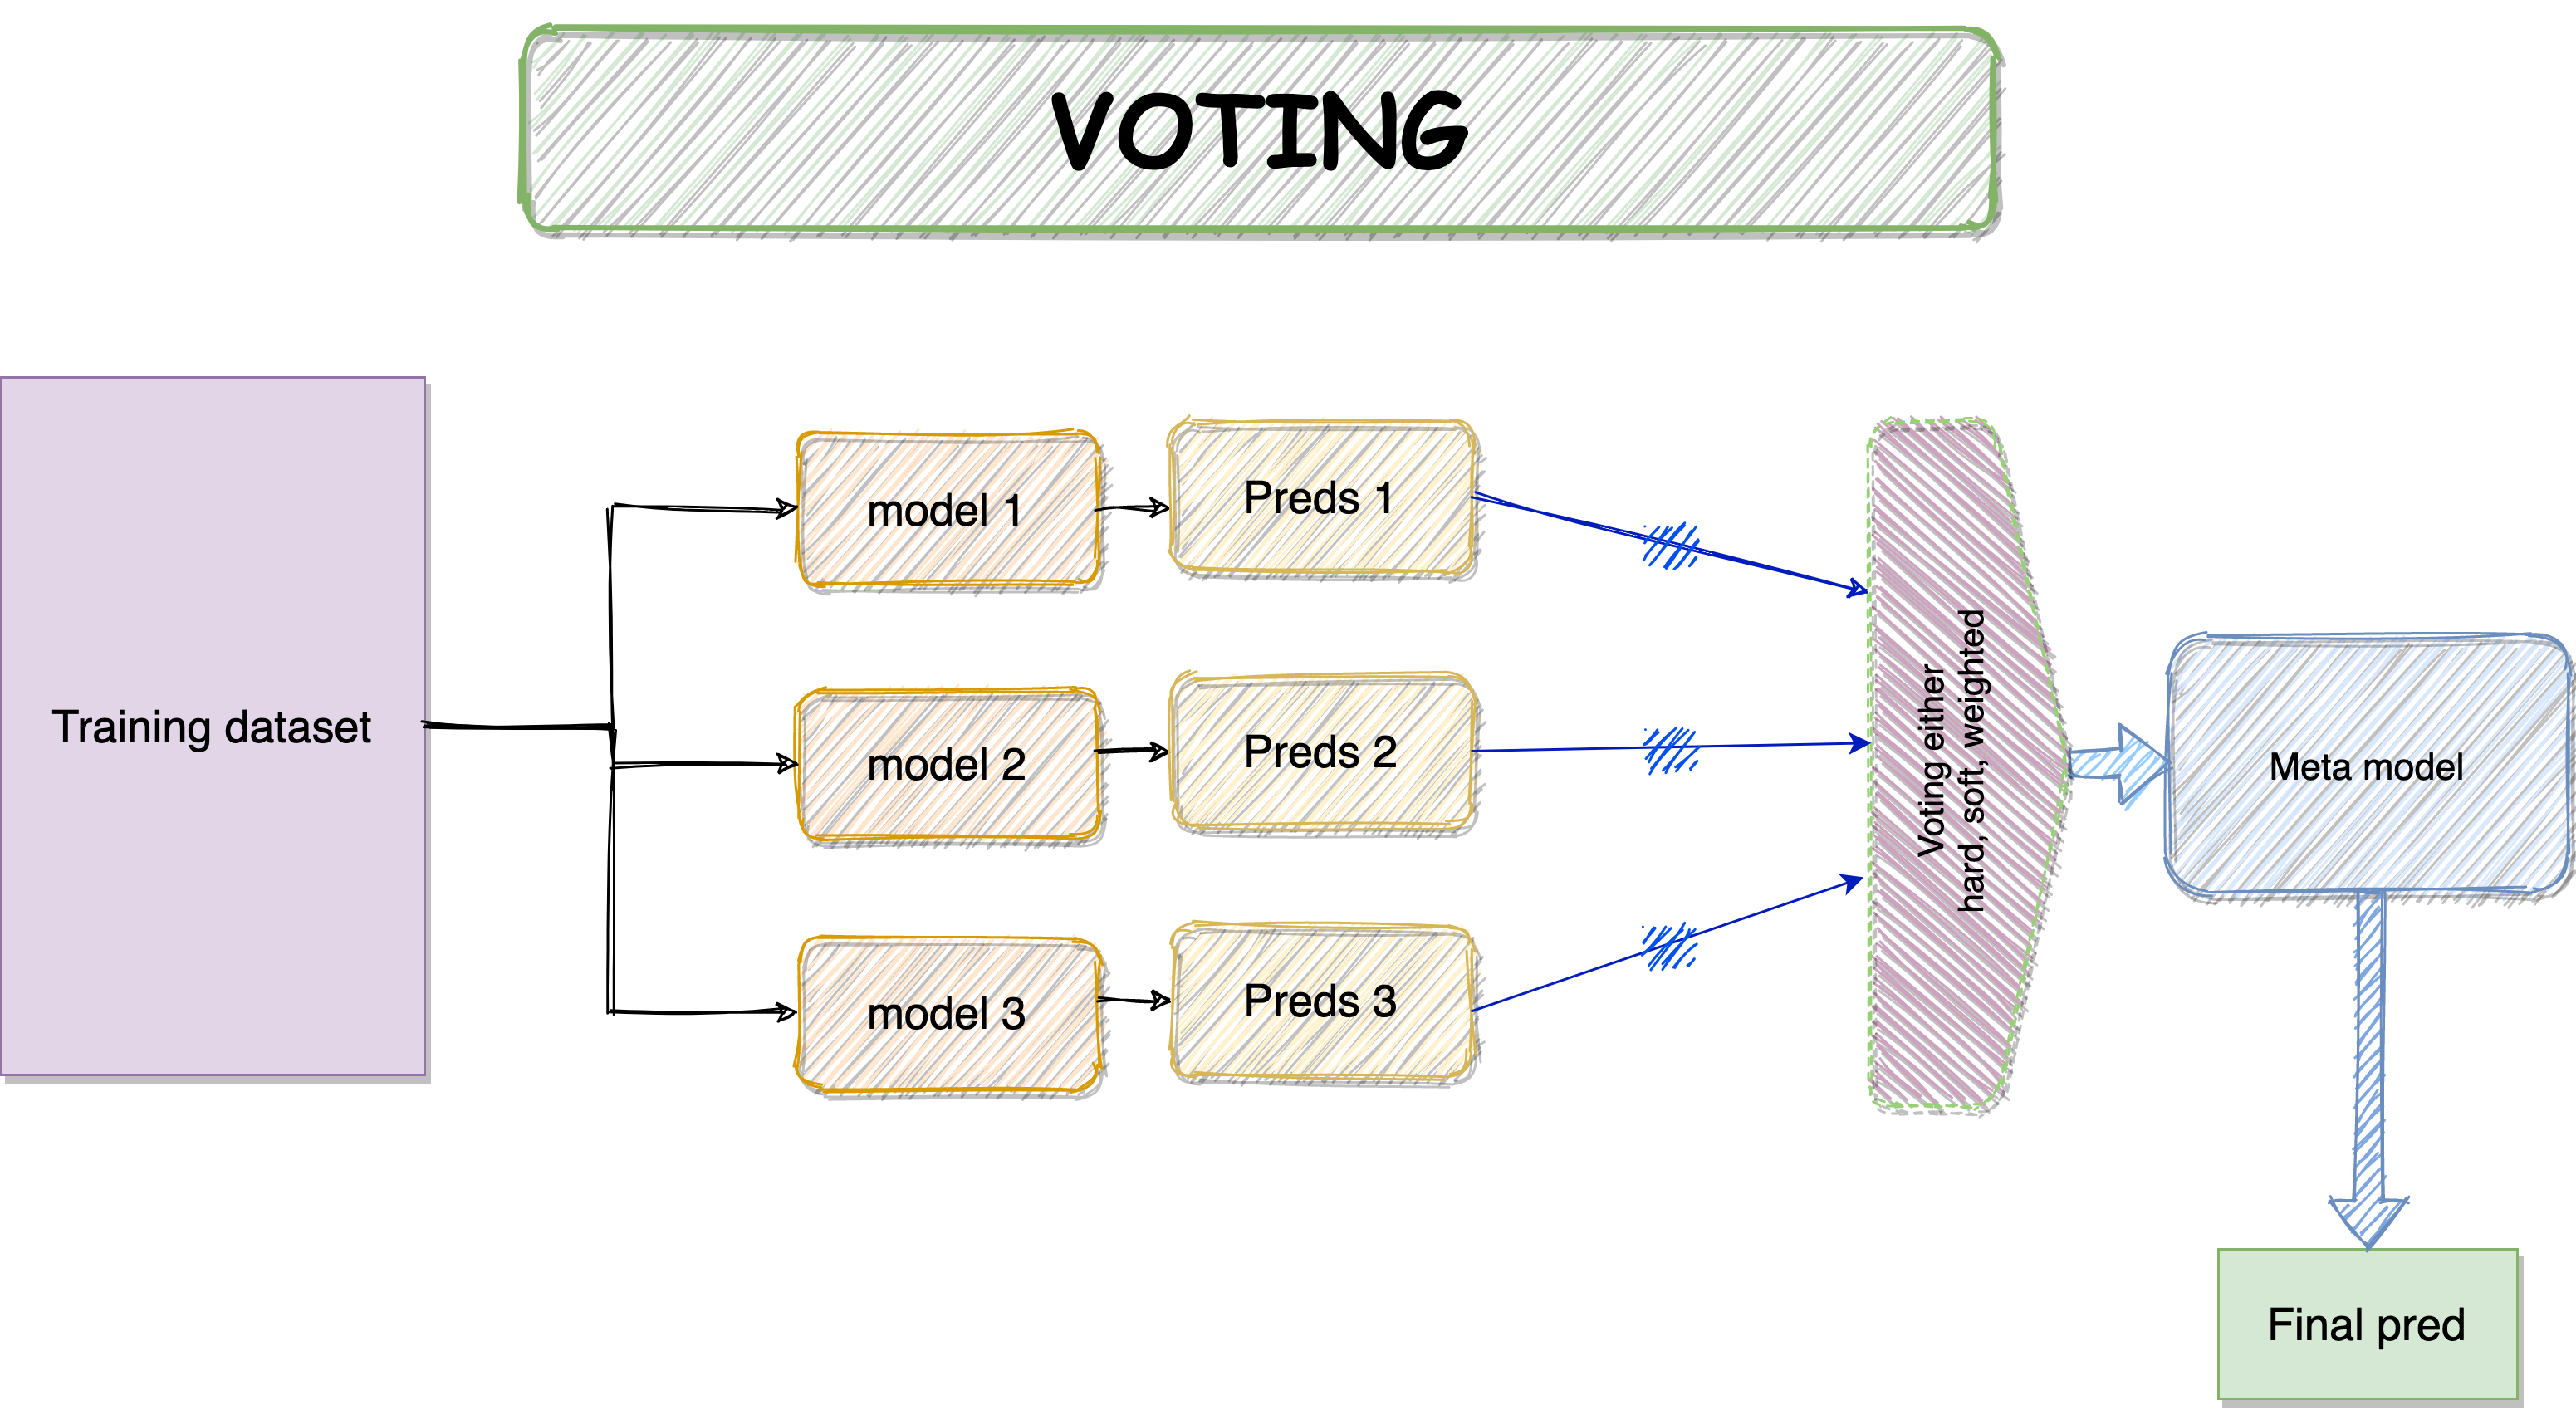 VOTING
Training dataset
model 1
Preds 1
model 2
Preds 2
model 3
Preds 3
Voting either
hard, soft, weighted
Meta model
Final pred